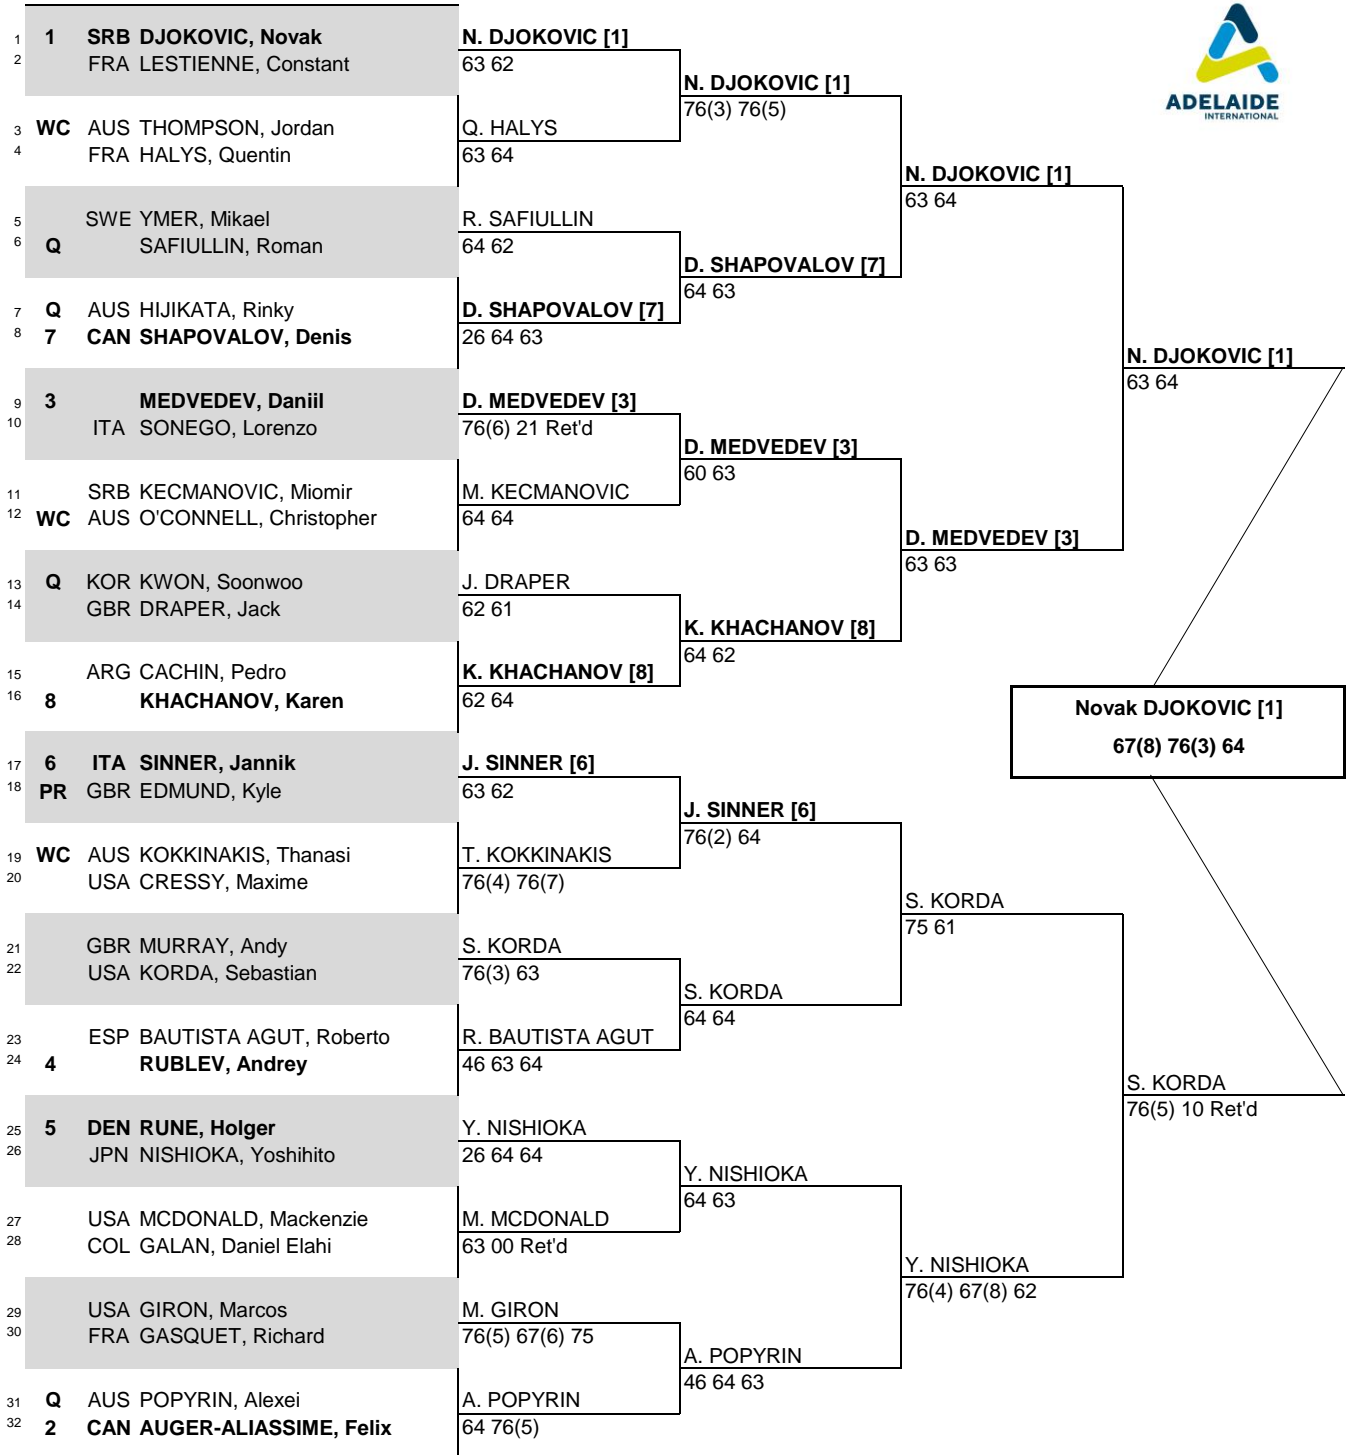 ADELAIDE
INTERNATIONAL
1 1 SRB DJOKOVIC, Novak
2 FRA LESTIENNE, Constant
3 WC AUS THOMPSON, Jordan
4 FRA HALYS, Quentin
5 SWE YMER, Mikael
6 Q SAFIULLIN, Roman
7 Q AUS HIJIKATA, Rinky
8 7 CAN SHAPOVALOV, Denis
9 3 MEDVEDEV, Daniil
10 ITA SONEGO, Lorenzo
11 SRB KECMANOVIC, Miomir
12 WC AUS O'CONNELL, Christopher
13 Q KOR KWON, Soonwoo
14 GBR DRAPER, Jack
15 ARG CACHIN, Pedro
16 8 KHACHANOV, Karen
17 6 ITA SINNER, Jannik
18 PR GBR EDMUND, Kyle
19 WC AUS KOKKINAKIS, Thanasi
20 USA CRESSY, Maxime
21 GBR MURRAY, Andy
22 USA KORDA, Sebastian
23 ESP BAUTISTA AGUT, Roberto
24 4 RUBLEV, Andrey
25 5 DEN RUNE, Holger
26 JPN NISHIOKA, Yoshihito
27 USA MCDONALD, Mackenzie
28 COL GALAN, Daniel Elahi
29 USA GIRON, Marcos
30 FRA GASQUET, Richard
31 Q AUS POPYRIN, Alexei
32 2 CAN AUGER-ALIASSIME, Felix
N. DJOKOVIC [1]
63 62
Q. HALYS
63 64
R. SAFIULLIN
64 62
D. SHAPOVALOV [7]
26 64 63
D. MEDVEDEV [3]
76(6) 21 Ret'd
M. KECMANOVIC
64 64
J. DRAPER
62 61
K. KHACHANOV [8]
62 64
J. SINNER [6]
63 62
T. KOKKINAKIS
76(4) 76(7)
S. KORDA
76(3) 63
R. BAUTISTA AGUT
46 63 64
Y. NISHIOKA
26 64 64
M. MCDONALD
63 00 Ret'd
M. GIRON
76(5) 67(6) 75
A. POPYRIN
64 76(5)
N. DJOKOVIC [1]
76(3) 76(5)
D. SHAPOVALOV [7]
64 63
D. MEDVEDEV [3]
60 63
K. KHACHANOV [8]
64 62
J. SINNER [6]
76(2) 64
S. KORDA
64 64
Y. NISHIOKA
64 63
A. POPYRIN
46 64 63
N. DJOKOVIC [1]
63 64
D. MEDVEDEV [3]
63 63
S. KORDA
75 61
Y. NISHIOKA
76(4) 67(8) 62
N. DJOKOVIC [1]
63 64
S. KORDA
76(5) 10 Ret'd
Novak DJOKOVIC [1]
67(8) 76(3) 64